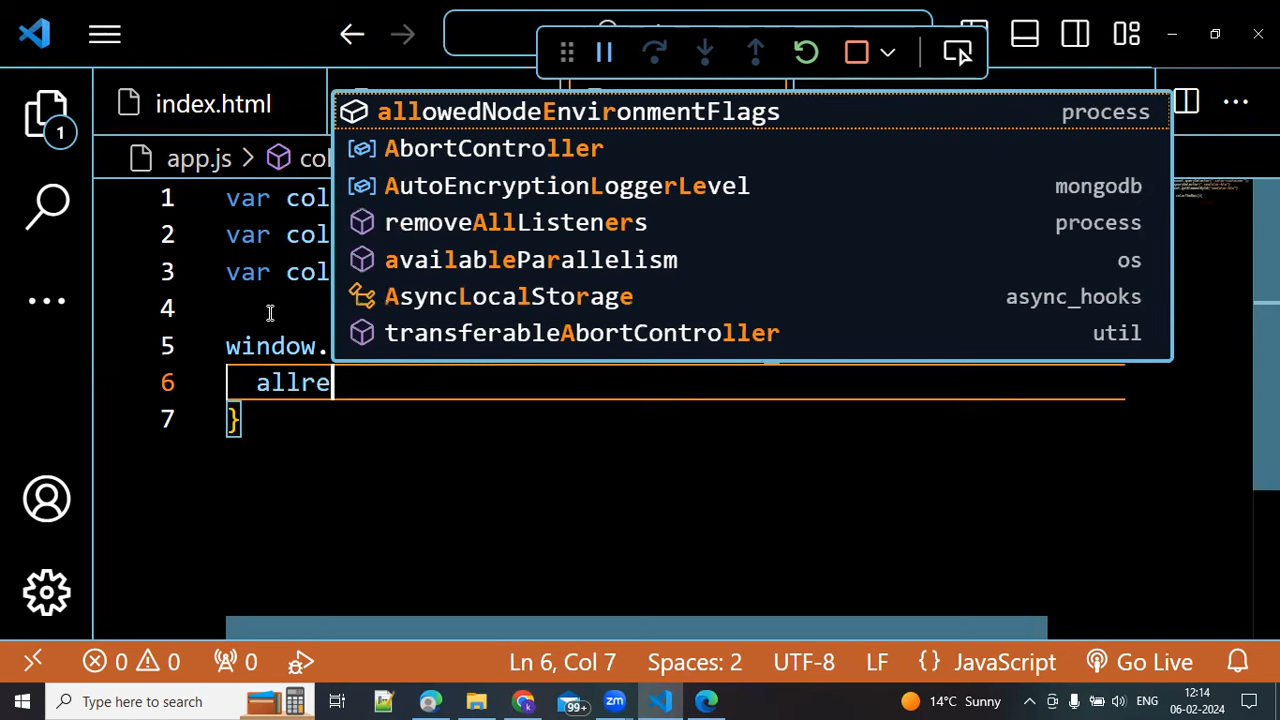 index.html
allowedNodeEnvironmentFlags process
app.js > col
AbortController
AutoEncryptionLoggerLevel mongodb
removeAllListeners process
availableParallelism os
AsyncLocalStorage async_hooks
transferableAbortController util
1 var col
2 var col
3 var col
4
5 window.
6 allre
7 }
1
0 0 0 Ln 6, Col 7 Spaces: 2 UTF-8 LF {} JavaScript Go Live
Type here to search 99+ 14°C Sunny ENG 12:14
06-02-2024